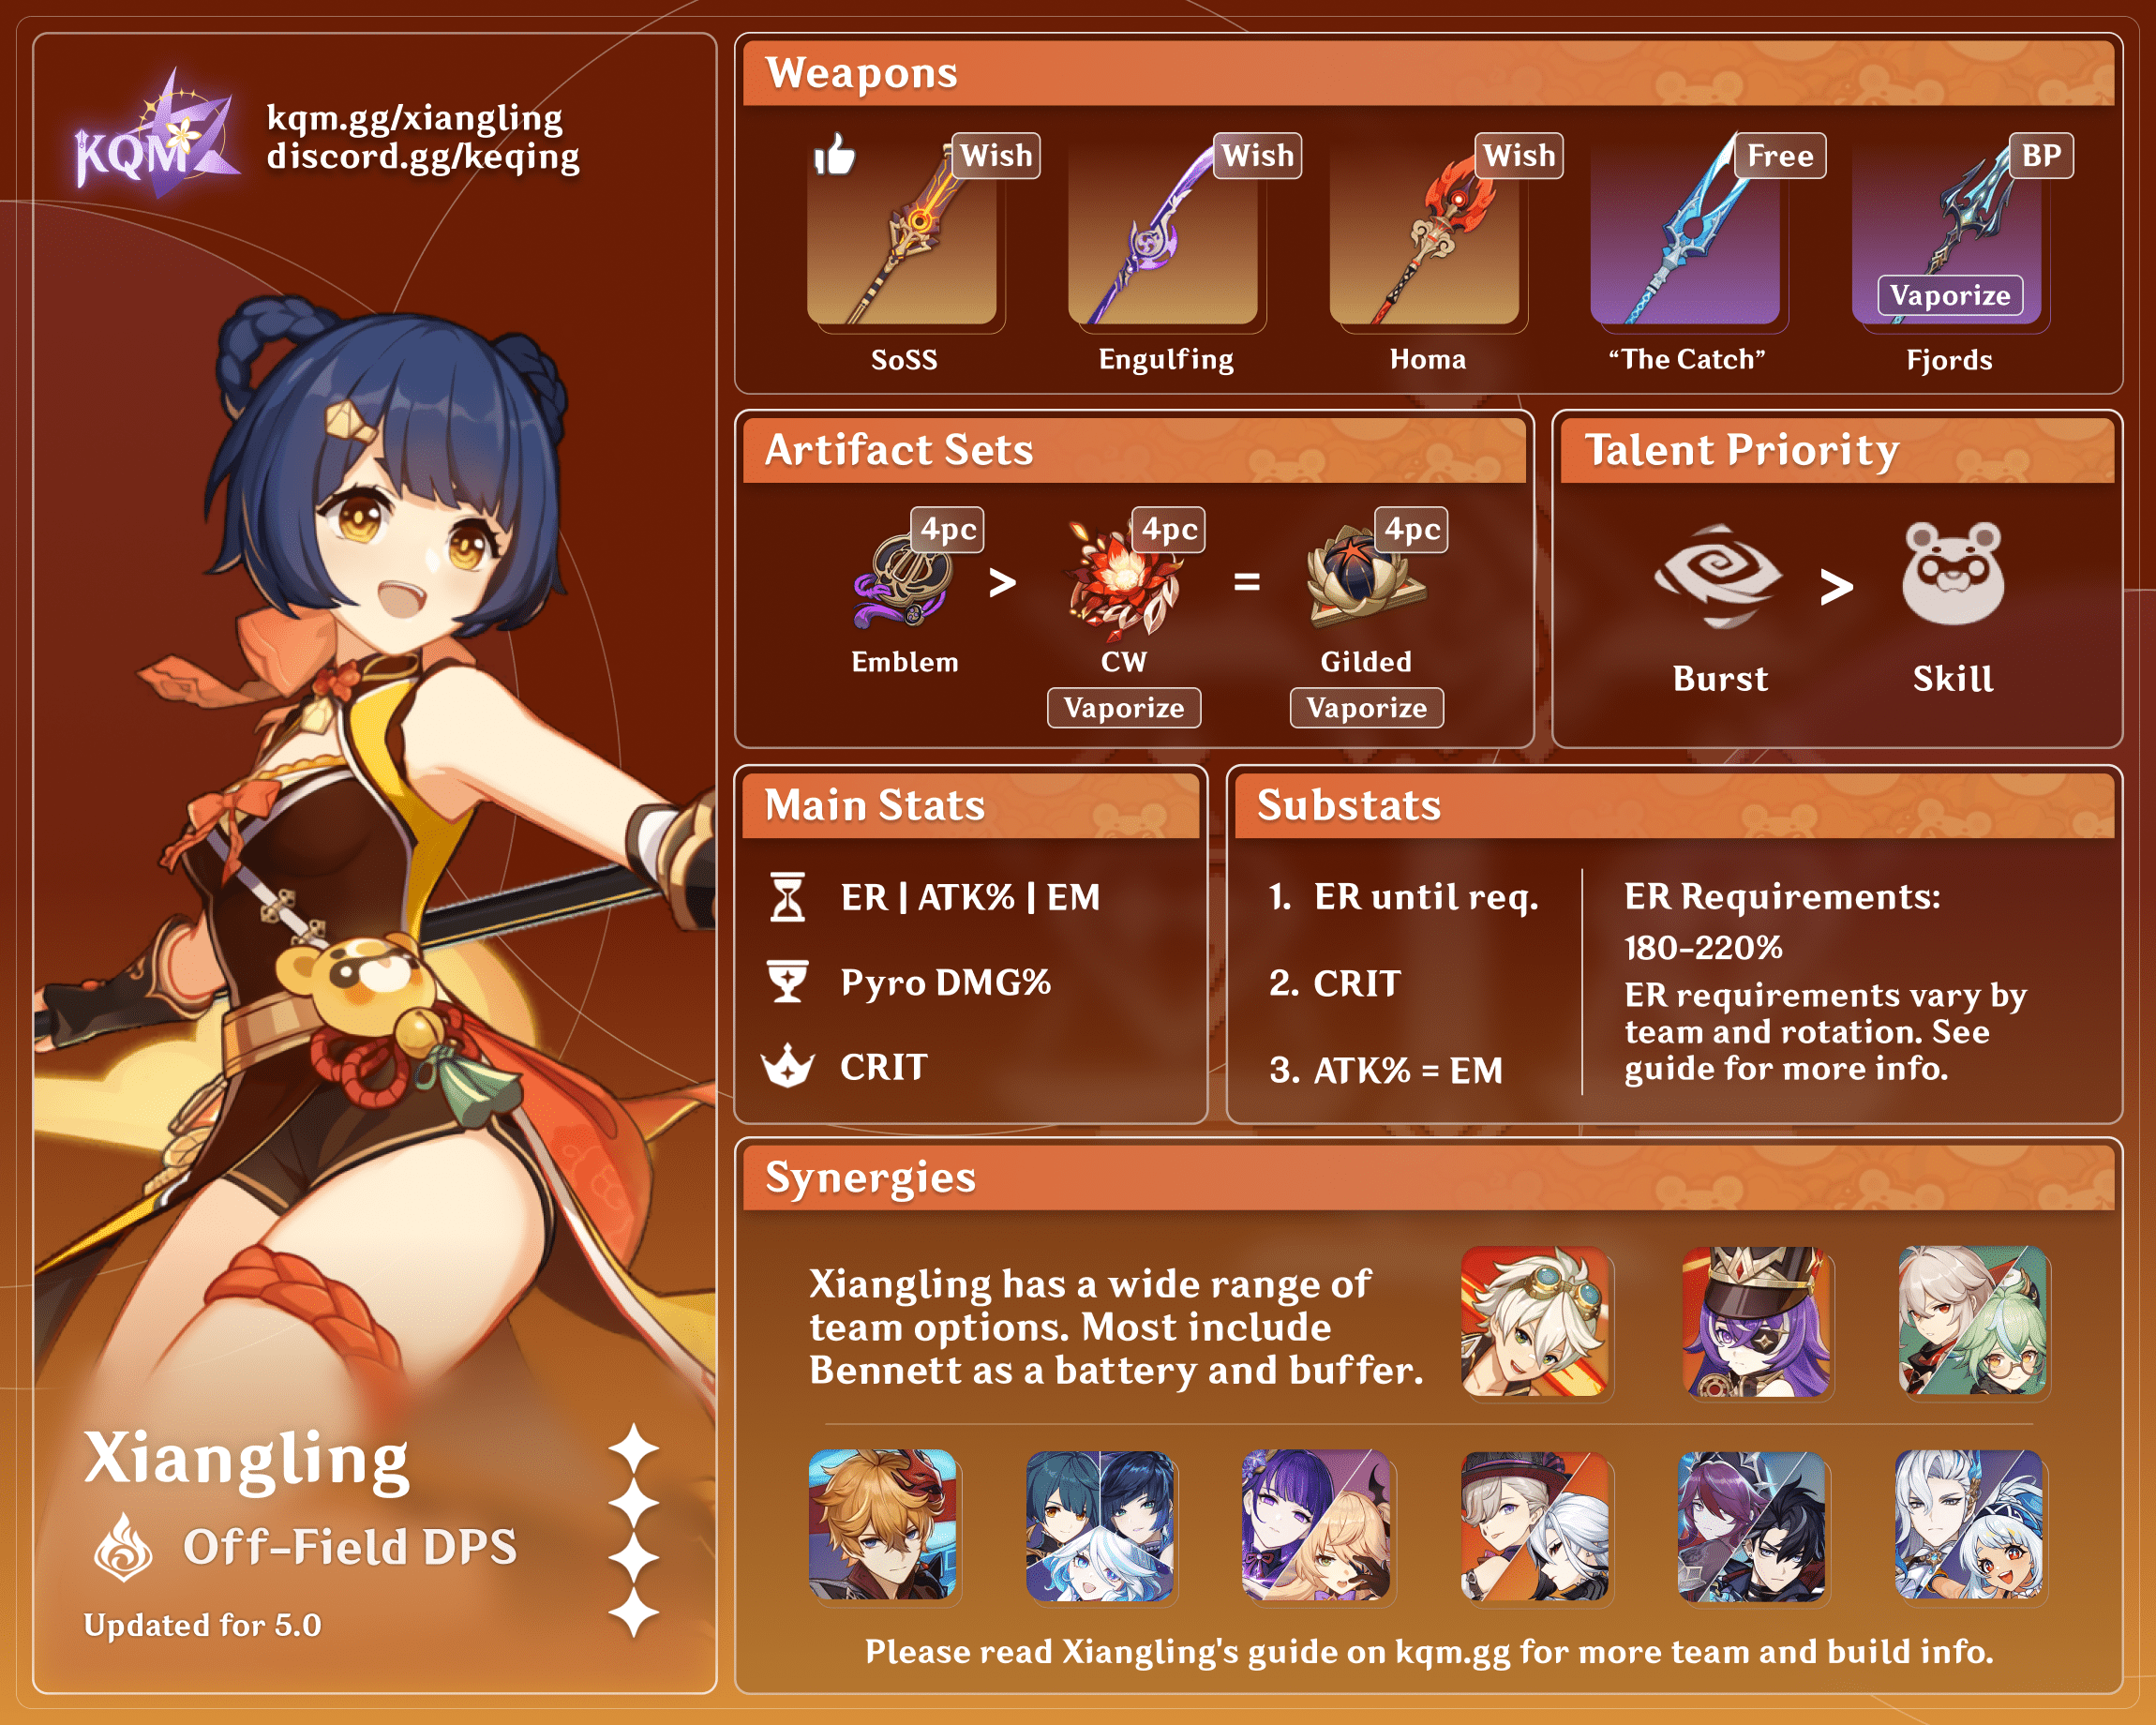 KQM
kqm.gg/xiangling
discord.gg/keqing
Xiangling
Off-Field DPS
Updated for 5.0
Weapons
Wish
Wish
Wish
Free
BP
Vaporize
SoSS
Engulfing
Homa
“The Catch”
Fjords
Artifact Sets
4pc
>
4pc
=
4pc
Emblem
CW
Gilded
Vaporize
Vaporize
Talent Priority
>
Burst
Skill
Main Stats
ER | ATK% | EM
Pyro DMG%
CRIT
Substats
1. ER until req.
2. CRIT
3. ATK% = EM
ER Requirements:
180-220%
ER requirements vary by
team and rotation. See
guide for more info.
Synergies
Xiangling has a wide range of
team options. Most include
Bennett as a battery and buffer.
Please read Xiangling's guide on kqm.gg for more team and build info.